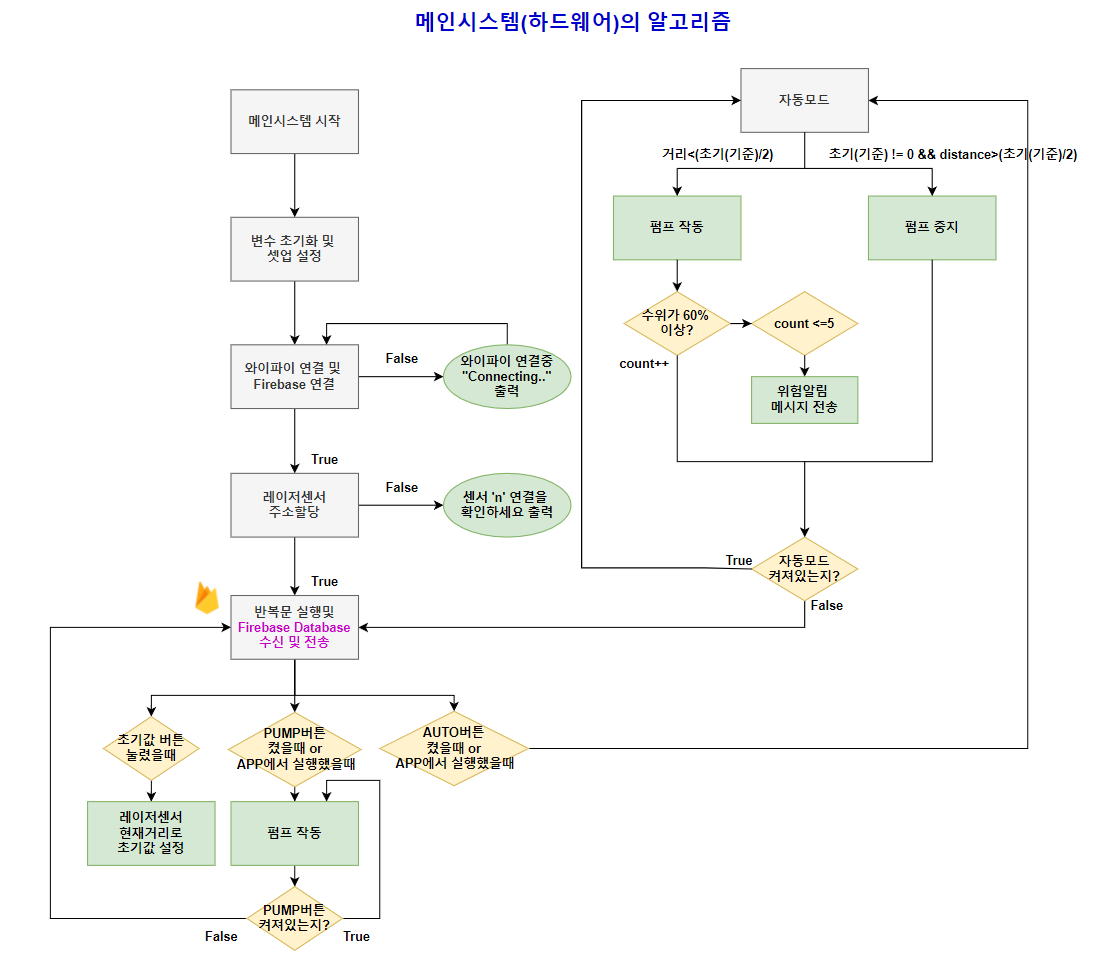 메인시스템(하드웨어)의 알고리즘
메인시스템 시작
변수 초기화 및
셋업 설정
와이파이 연결 및
Firebase 연결
False
와이파이 연결중
"Connecting.."
출력
True
레이저센서
주소할당
False
센서 'n' 연결을
확인하세요 출력
True
반복문 실행및
Firebase Database
수신 및 전송
초기값 버튼
눌렸을때
PUMP버튼
켰을때 or
APP에서 실행했을때
AUTO버튼
켰을때 or
APP에서 실행했을때
레이저센서
현재거리로
초기값 설정
펌프 작동
PUMP버튼
켜져있는지?
False
True
자동모드
거리<(초기(기준)/2)
초기(기준) != 0 && distance>(초기(기준)/2)
펌프 작동
펌프 중지
수위가 60%
이상?
count <=5
count++
위험알림
메시지 전송
True
자동모드
켜져있는지?
False